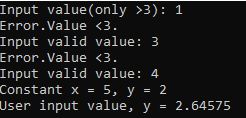 Input value(only >3): 1
Error.Value <3.
Input valid value: 3
Error.Value <3.
Input valid value: 4
Constant x = 5, y = 2
User input value, y = 2.64575